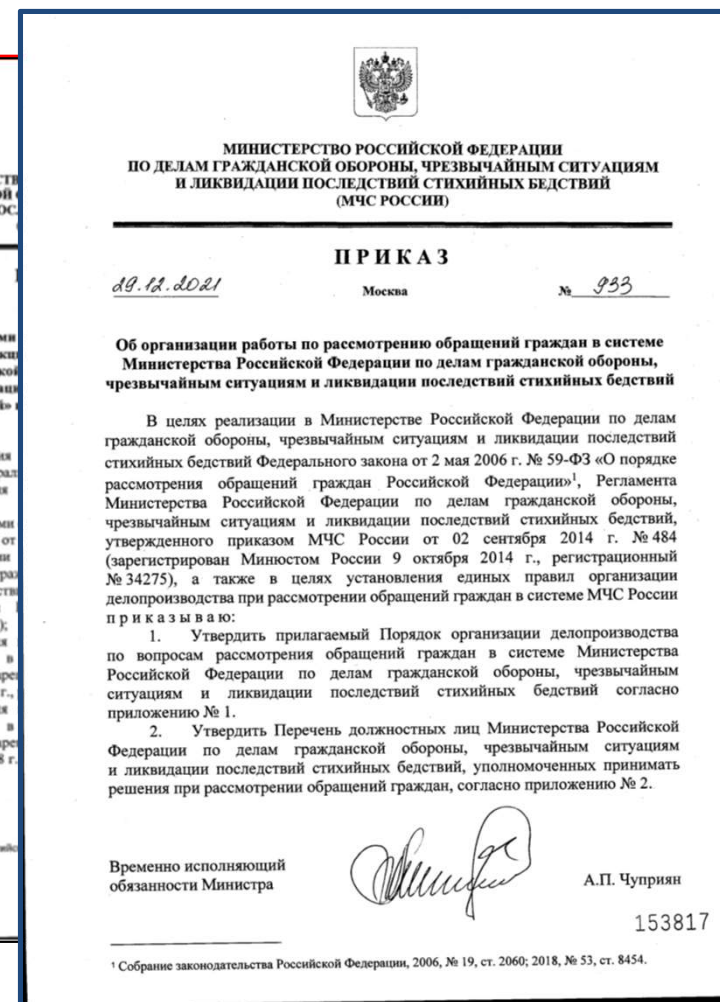 МИНИСТЕРСТВО РОССИЙСКОЙ ФЕДЕРАЦИИ
ПО ДЕЛАМ ГРАЖДАНСКОЙ ОБОРОНЫ, ЧРЕЗВЫЧАЙНЫМ СИТУАЦИЯМ
И ЛИКВИДАЦИИ ПОСЛЕДСТВИЙ СТИХИЙНЫХ БЕДСТВИЙ
(МЧС РОССИИ)
ПРИКАЗ
29.12.2021 Москва № 933
Об организации работы по рассмотрению обращений граждан в системе
Министерства Российской Федерации по делам гражданской обороны,
чрезвычайным ситуациям и ликвидации последствий стихийных бедствий
В целях реализации в Министерстве Российской Федерации по делам
гражданской обороны, чрезвычайным ситуациям и ликвидации последствий
стихийных бедствий Федерального закона от 2 мая 2006 г. № 59-ФЗ «О порядке
рассмотрения обращений граждан Российской Федерации»¹, Регламента
Министерства Российской Федерации по делам гражданской обороны,
чрезвычайным ситуациям и ликвидации последствий стихийных бедствий,
утвержденного приказом МЧС России от 02 сентября 2014 г. № 484
(зарегистрирован Минюстом России 9 октября 2014 г., регистрационный
№ 34275), а также в целях установления единых правил организации
делопроизводства при рассмотрении обращений граждан в системе МЧС России
п р и к а з ы в а ю:
1. Утвердить прилагаемый Порядок организации делопроизводства
по вопросам рассмотрения обращений граждан в системе Министерства
Российской Федерации по делам гражданской обороны, чрезвычайным
ситуациям и ликвидации последствий стихийных бедствий согласно
приложению № 1.
2. Утвердить Перечень должностных лиц Министерства Российской
Федерации по делам гражданской обороны, чрезвычайным ситуациям
и ликвидации последствий стихийных бедствий, уполномоченных принимать
решения при рассмотрении обращений граждан, согласно приложению № 2.
Временно исполняющий
обязанности Министра А.П. Чуприян
153817
¹ Собрание законодательства Российской Федерации, 2006, № 19, ст. 2060; 2018, № 53, ст. 8454.